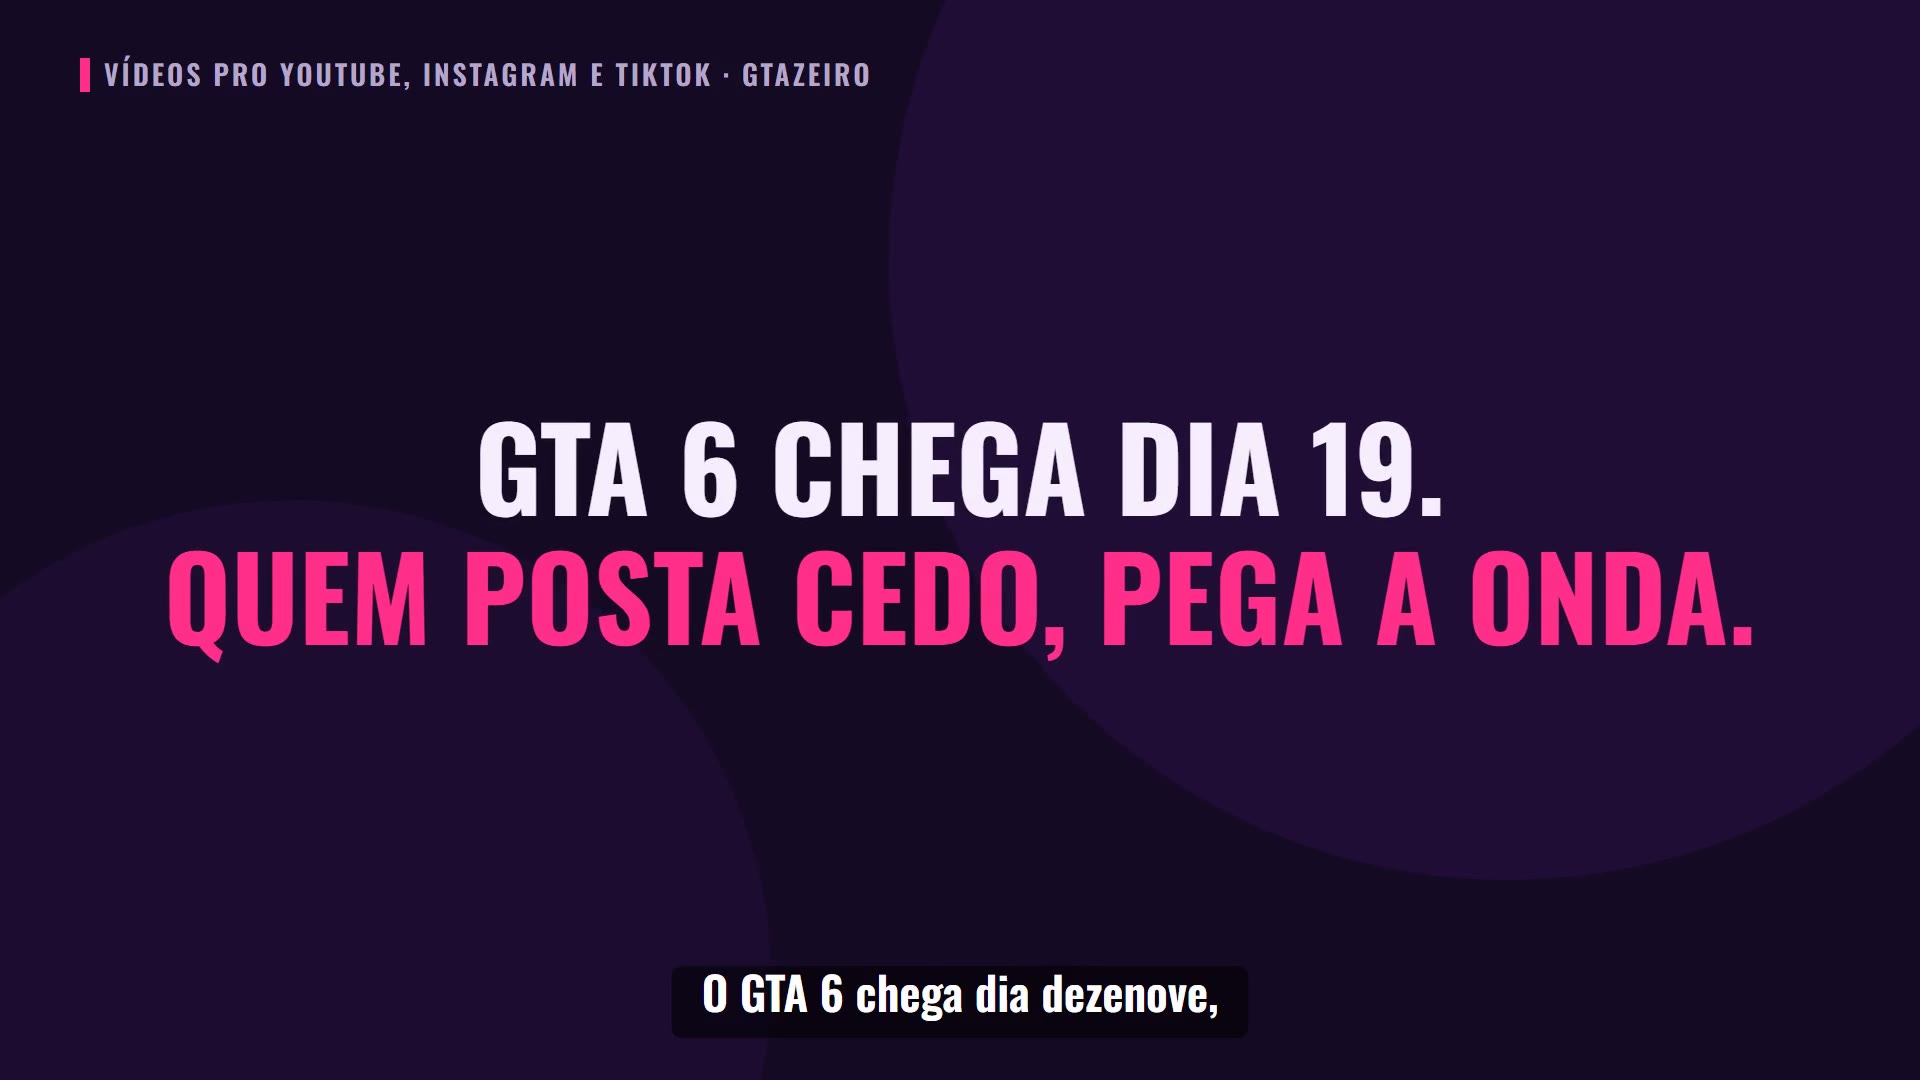 VÍDEOS PRO YOUTUBE, INSTAGRAM E TIKTOK · GTAZEIRO
GTA 6 CHEGA DIA 19.
QUEM POSTA CEDO, PEGA A ONDA.
O GTA 6 chega dia dezenove,